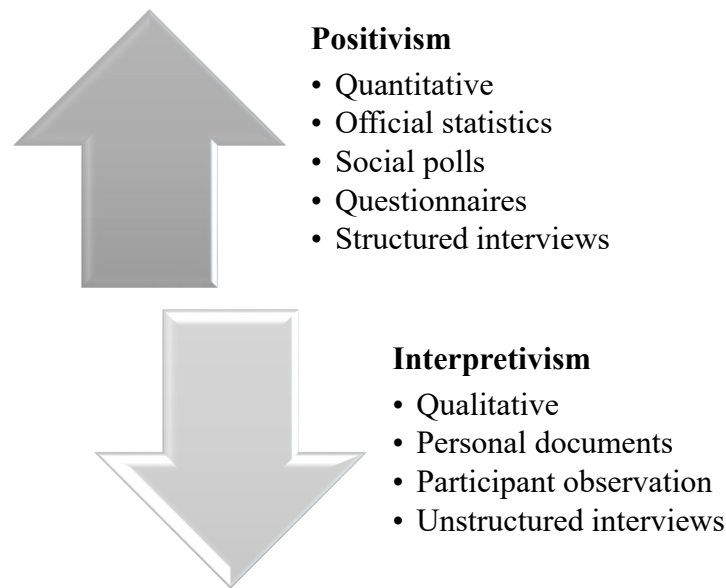 Positivism
• Quantitative
• Official statistics
• Social polls
• Questionnaires
• Structured interviews
Interpretivism
• Qualitative
• Personal documents
• Participant observation
• Unstructured interviews